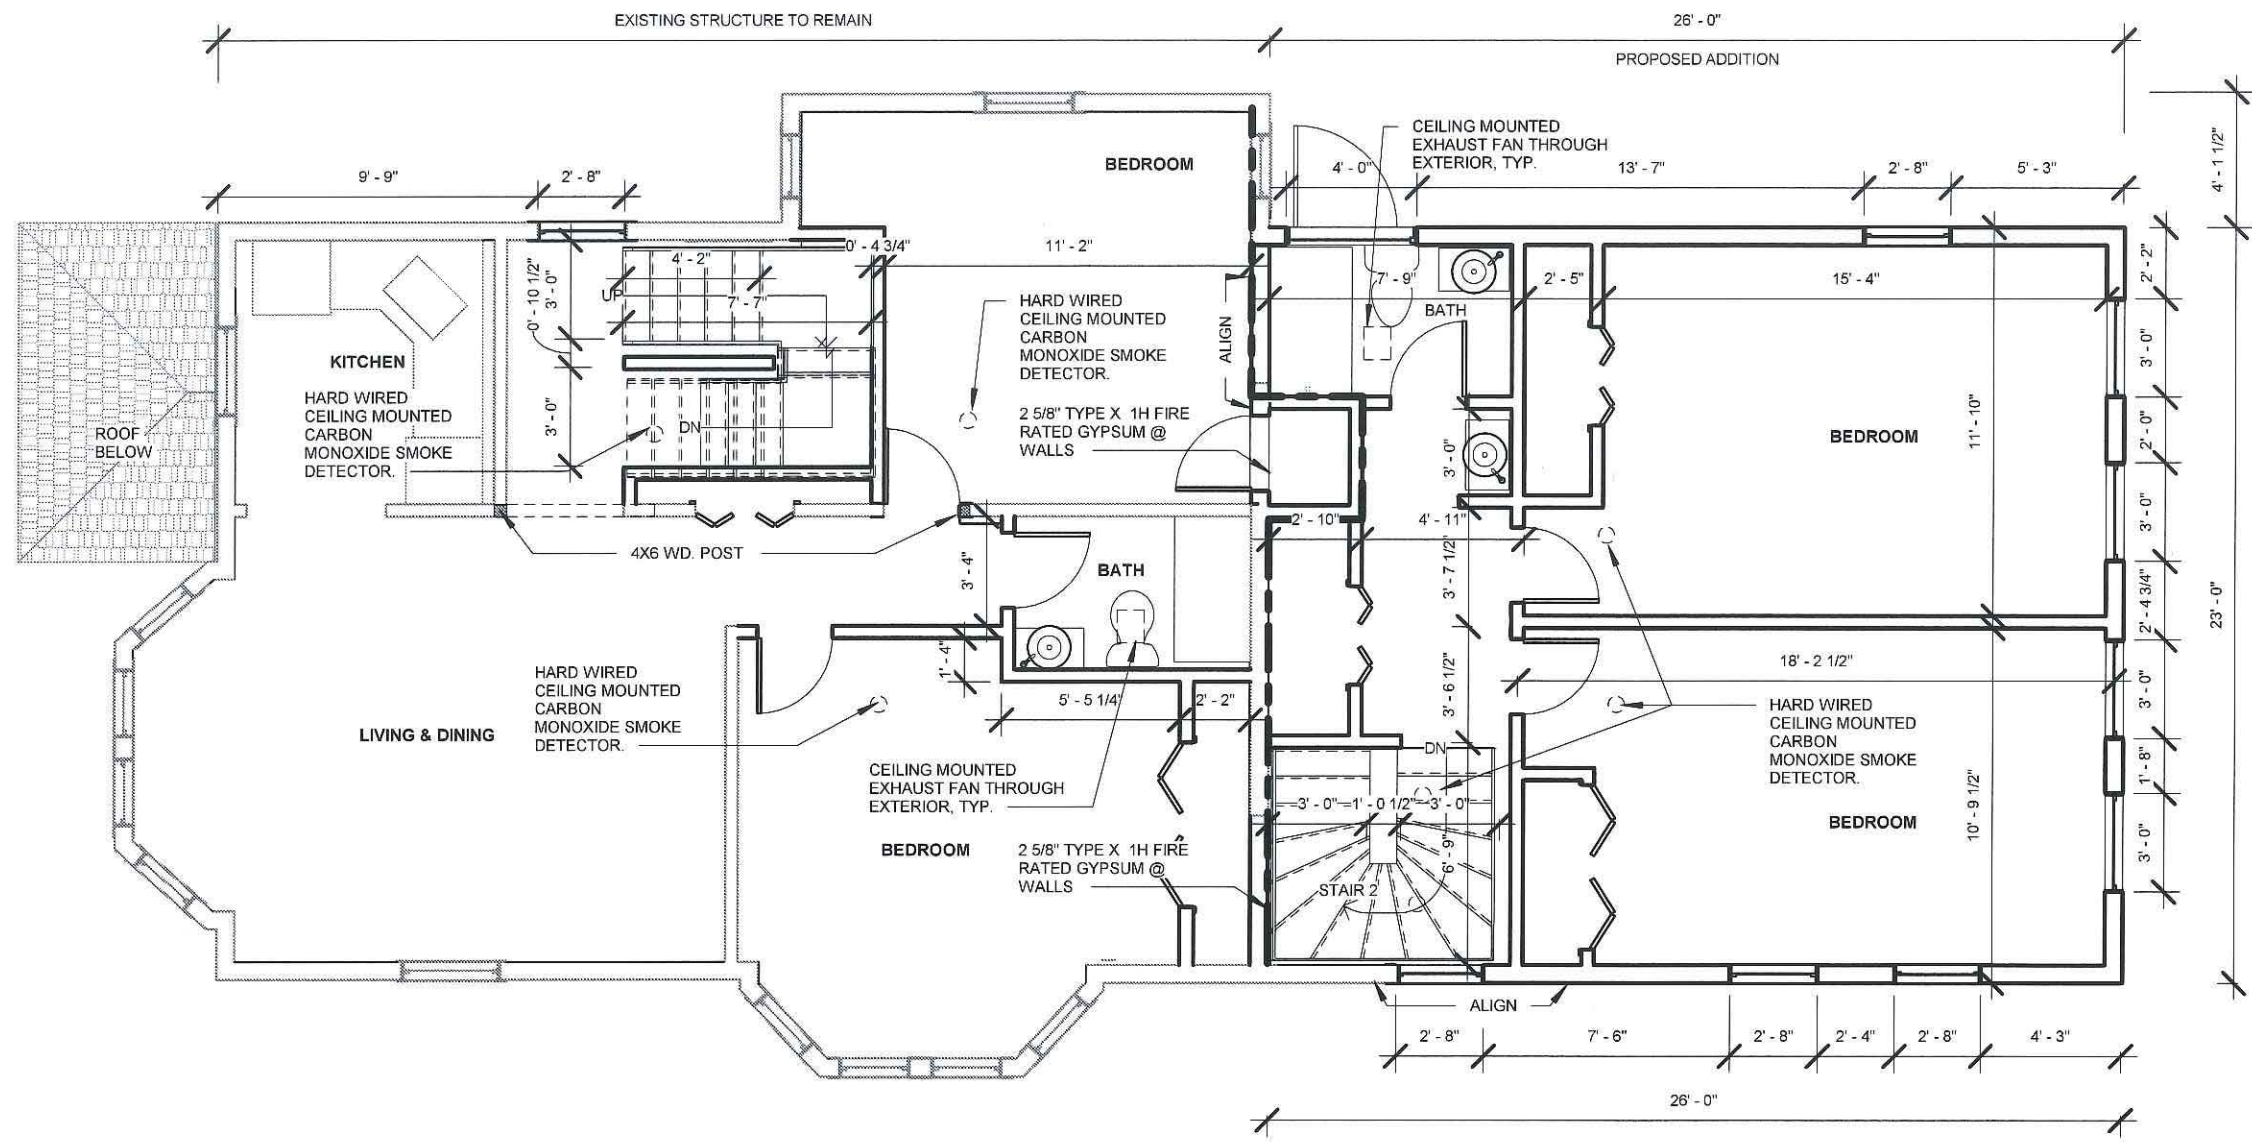 EXISTING STRUCTURE TO REMAIN
26' - 0"
PROPOSED ADDITION
4' - 1 1/2"
9' - 9"
2' - 8"
BEDROOM
CEILING MOUNTED
EXHAUST FAN THROUGH
EXTERIOR, TYP.
4' - 0"
13' - 7"
2' - 8"
5' - 3"
0' - 4 3/4"
11' - 2"
4' - 2"
7' - 7"
UP
0' - 10 1/2"
3' - 0"
3' - 0"
DN
KITCHEN
HARD WIRED
CEILING MOUNTED
CARBON
MONOXIDE SMOKE
DETECTOR.
ROOF
BELOW
HARD WIRED
CEILING MOUNTED
CARBON
MONOXIDE SMOKE
DETECTOR.
2 5/8" TYPE X 1H FIRE
RATED GYPSUM @
WALLS
ALIGN
7' - 9"
BATH
2' - 5"
15' - 4"
BEDROOM
11' - 10"
2' - 2"
3' - 0"
2' - 0"
3' - 0"
2' - 4 3/4"
3' - 0"
1' - 8"
3' - 0"
23' - 0"
3' - 0"
2' - 10"
4' - 11"
3' - 7 1/2"
3' - 6 1/2"
4X6 WD. POST
3' - 4"
BATH
1' - 4"
5' - 5 1/4"
2' - 2"
HARD WIRED
CEILING MOUNTED
CARBON
MONOXIDE SMOKE
DETECTOR.
LIVING & DINING
CEILING MOUNTED
EXHAUST FAN THROUGH
EXTERIOR, TYP.
BEDROOM
2 5/8" TYPE X 1H FIRE
RATED GYPSUM @
WALLS
DN
3' - 0"
1' - 0 1/2"
3' - 0"
6' - 9"
STAIR 2
18' - 2 1/2"
HARD WIRED
CEILING MOUNTED
CARBON
MONOXIDE SMOKE
DETECTOR.
BEDROOM
10' - 9 1/2"
ALIGN
2' - 8"
7' - 6"
2' - 8"
2' - 4"
2' - 8"
4' - 3"
26' - 0"